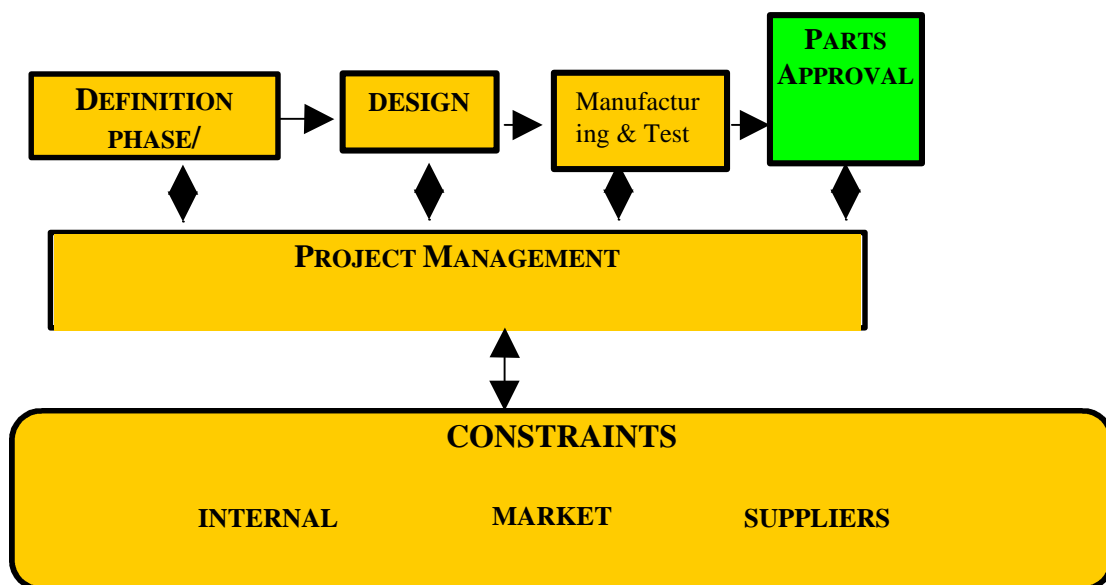 DEFINITION
PHASE/
DESIGN
Manufactur
ing & Test
PARTS
APPROVAL
PROJECT MANAGEMENT
CONSTRAINTS
INTERNAL
MARKET
SUPPLIERS